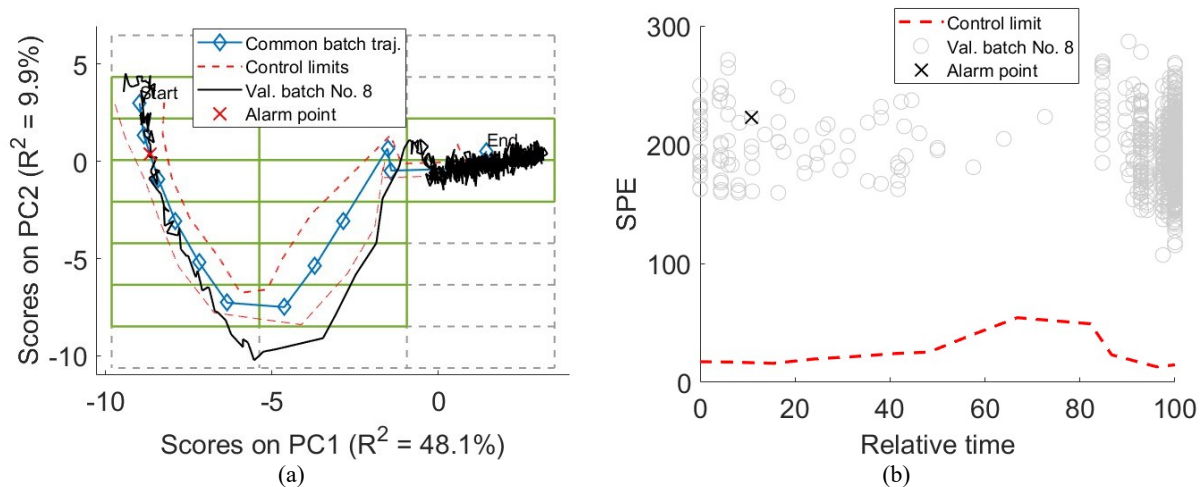 Common batch traj.
Control limits
Val. batch No. 8
Alarm point
Start
End
5
0
-5
-10
-10
-5
0
Scores on PC2 (R² = 9.9%)
Scores on PC1 (R² = 48.1%)
(a)
Control limit
Val. batch No. 8
Alarm point
300
200
100
0
0
20
40
60
80
100
SPE
Relative time
(b)